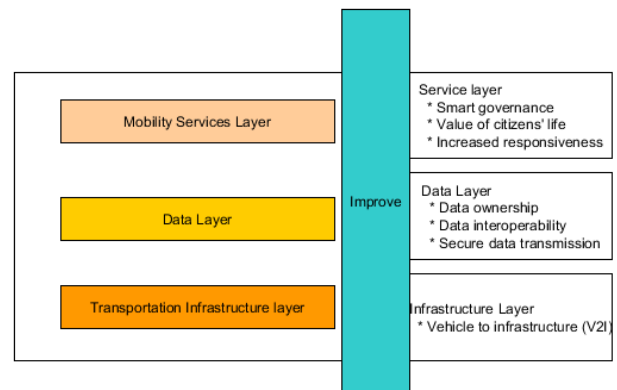 Mobility Services Layer
Data Layer
Transportation Infrastructure layer
Improve
Service layer
* Smart governance
* Value of citizens' life
* Increased responsiveness
Data Layer
* Data ownership
* Data interoperability
* Secure data transmission
Infrastructure Layer
* Vehicle to infrastructure (V2I)